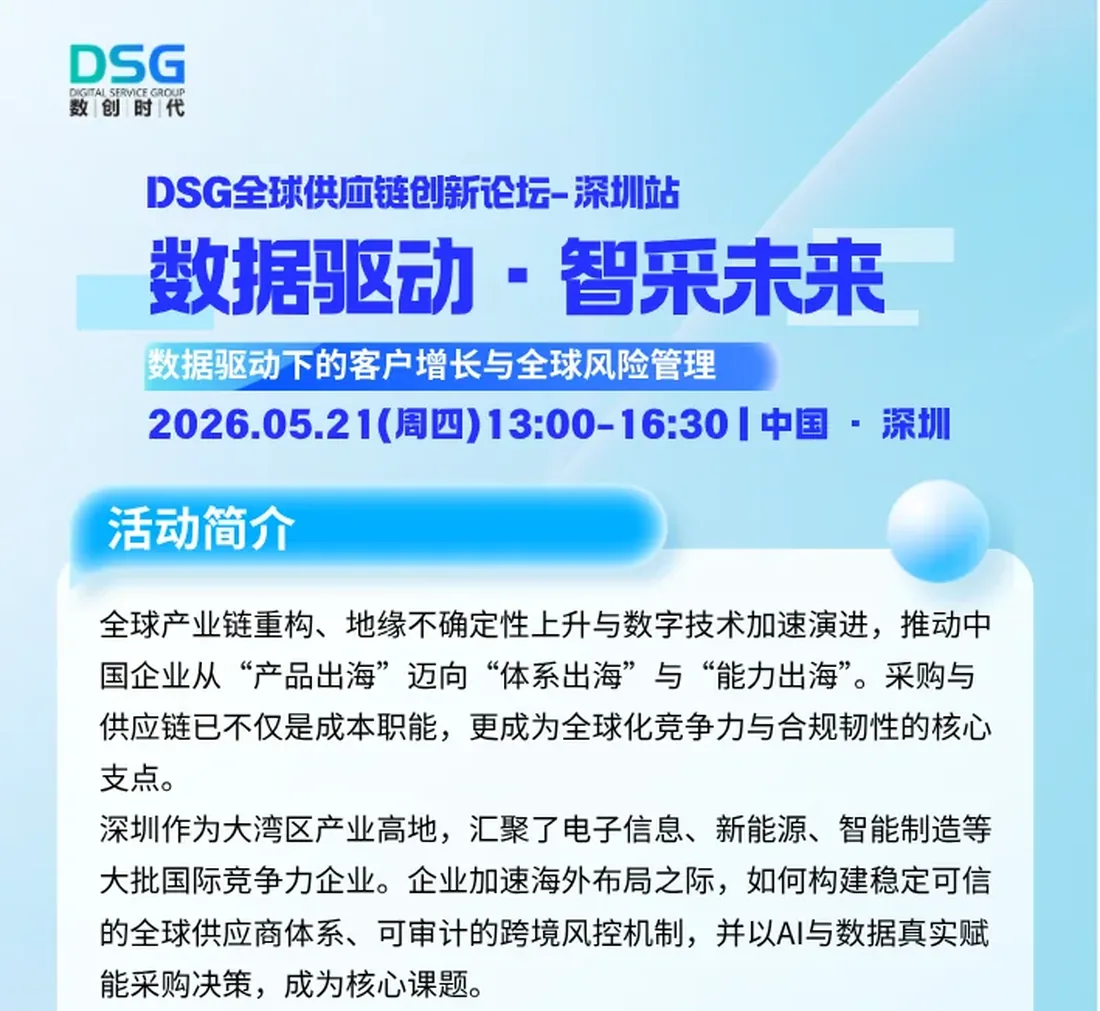 DSG
DIGITAL SERVICE GROUP
数|创|时|代
DSG全球供应链创新论坛-深圳站
数据驱动·智采未来
数据驱动下的客户增长与全球风险管理
2026.05.21(周四)13:00-16:30|中国 · 深圳
活动简介
全球产业链重构、地缘不确定性上升与数字技术加速演进，推动中
国企业从“产品出海”迈向“体系出海”与“能力出海”。采购与
供应链已不仅是成本职能，更成为全球化竞争力与合规韧性的核心
支点。
深圳作为大湾区产业高地，汇聚了电子信息、新能源、智能制造等
大批国际竞争力企业。企业加速海外布局之际，如何构建稳定可信
的全球供应商体系、可审计的跨境风控机制，并以AI与数据真实赋
能采购决策，成为核心课题。